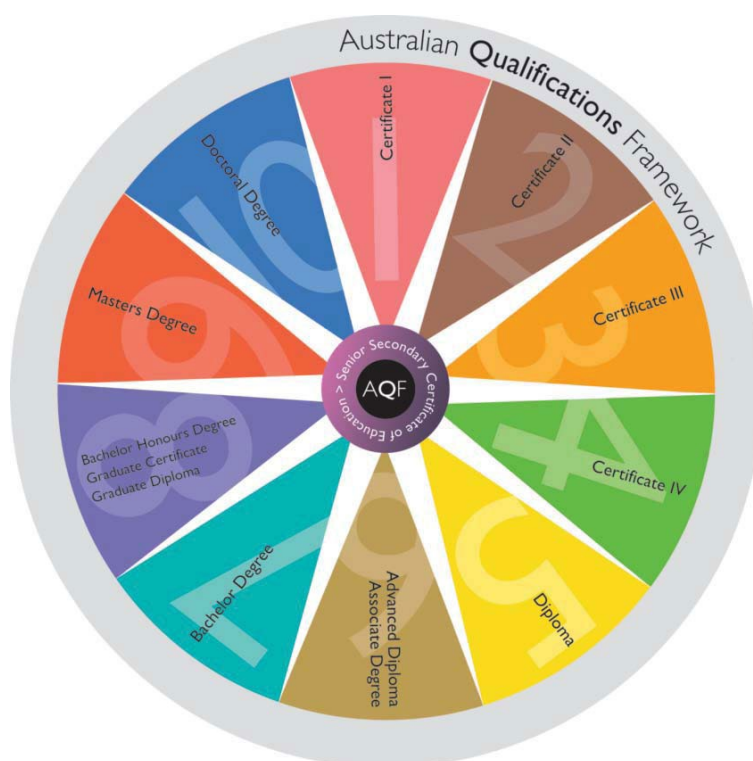 Australian Qualifications Framework
Certificate I
1
Certificate II
2
Certificate III
3
Certificate IV
4
Diploma
5
Advanced Diploma
Associate Degree
6
Bachelor Degree
7
Bachelor Honours Degree
Graduate Certificate
Graduate Diploma
8
Masters Degree
9
Doctoral Degree
10
Senior Secondary Certificate of Education >
AQF